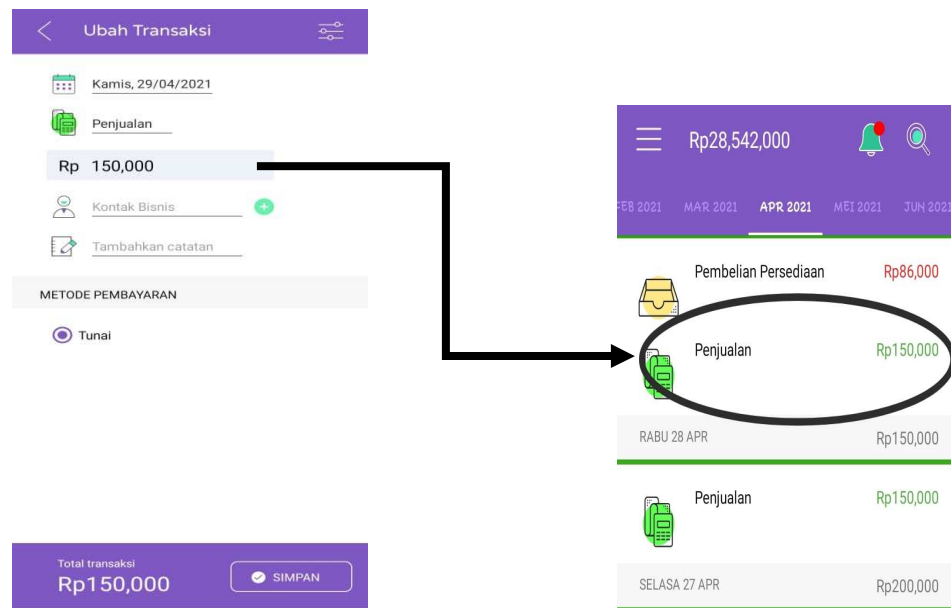 Ubah Transaksi
Kamis, 29/04/2021
Penjualan
Rp 150,000
Kontak Bisnis
Tambahkan catatan
METODE PEMBAYARAN
Tunai
Total transaksi
Rp150,000
SIMPAN
Rp28,542,000
FEB 2021 MAR 2021 APR 2021 MEI 2021 JUN 2021
Pembelian Persediaan Rp86,000
Penjualan Rp150,000
RABU 28 APR Rp150,000
Penjualan Rp150,000
SELASA 27 APR Rp200,000